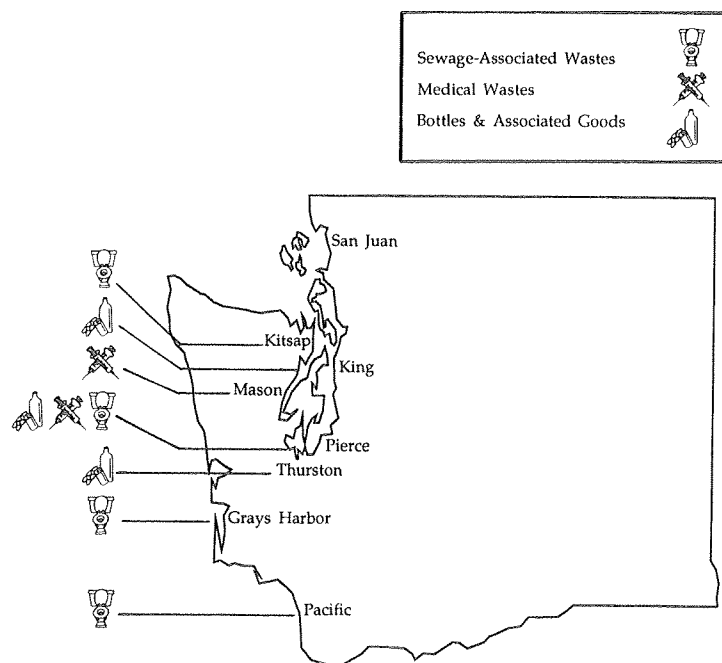 Sewage-Associated Wastes
Medical Wastes
Bottles & Associated Goods
San Juan
Kitsap
King
Mason
Pierce
Thurston
Grays Harbor
Pacific